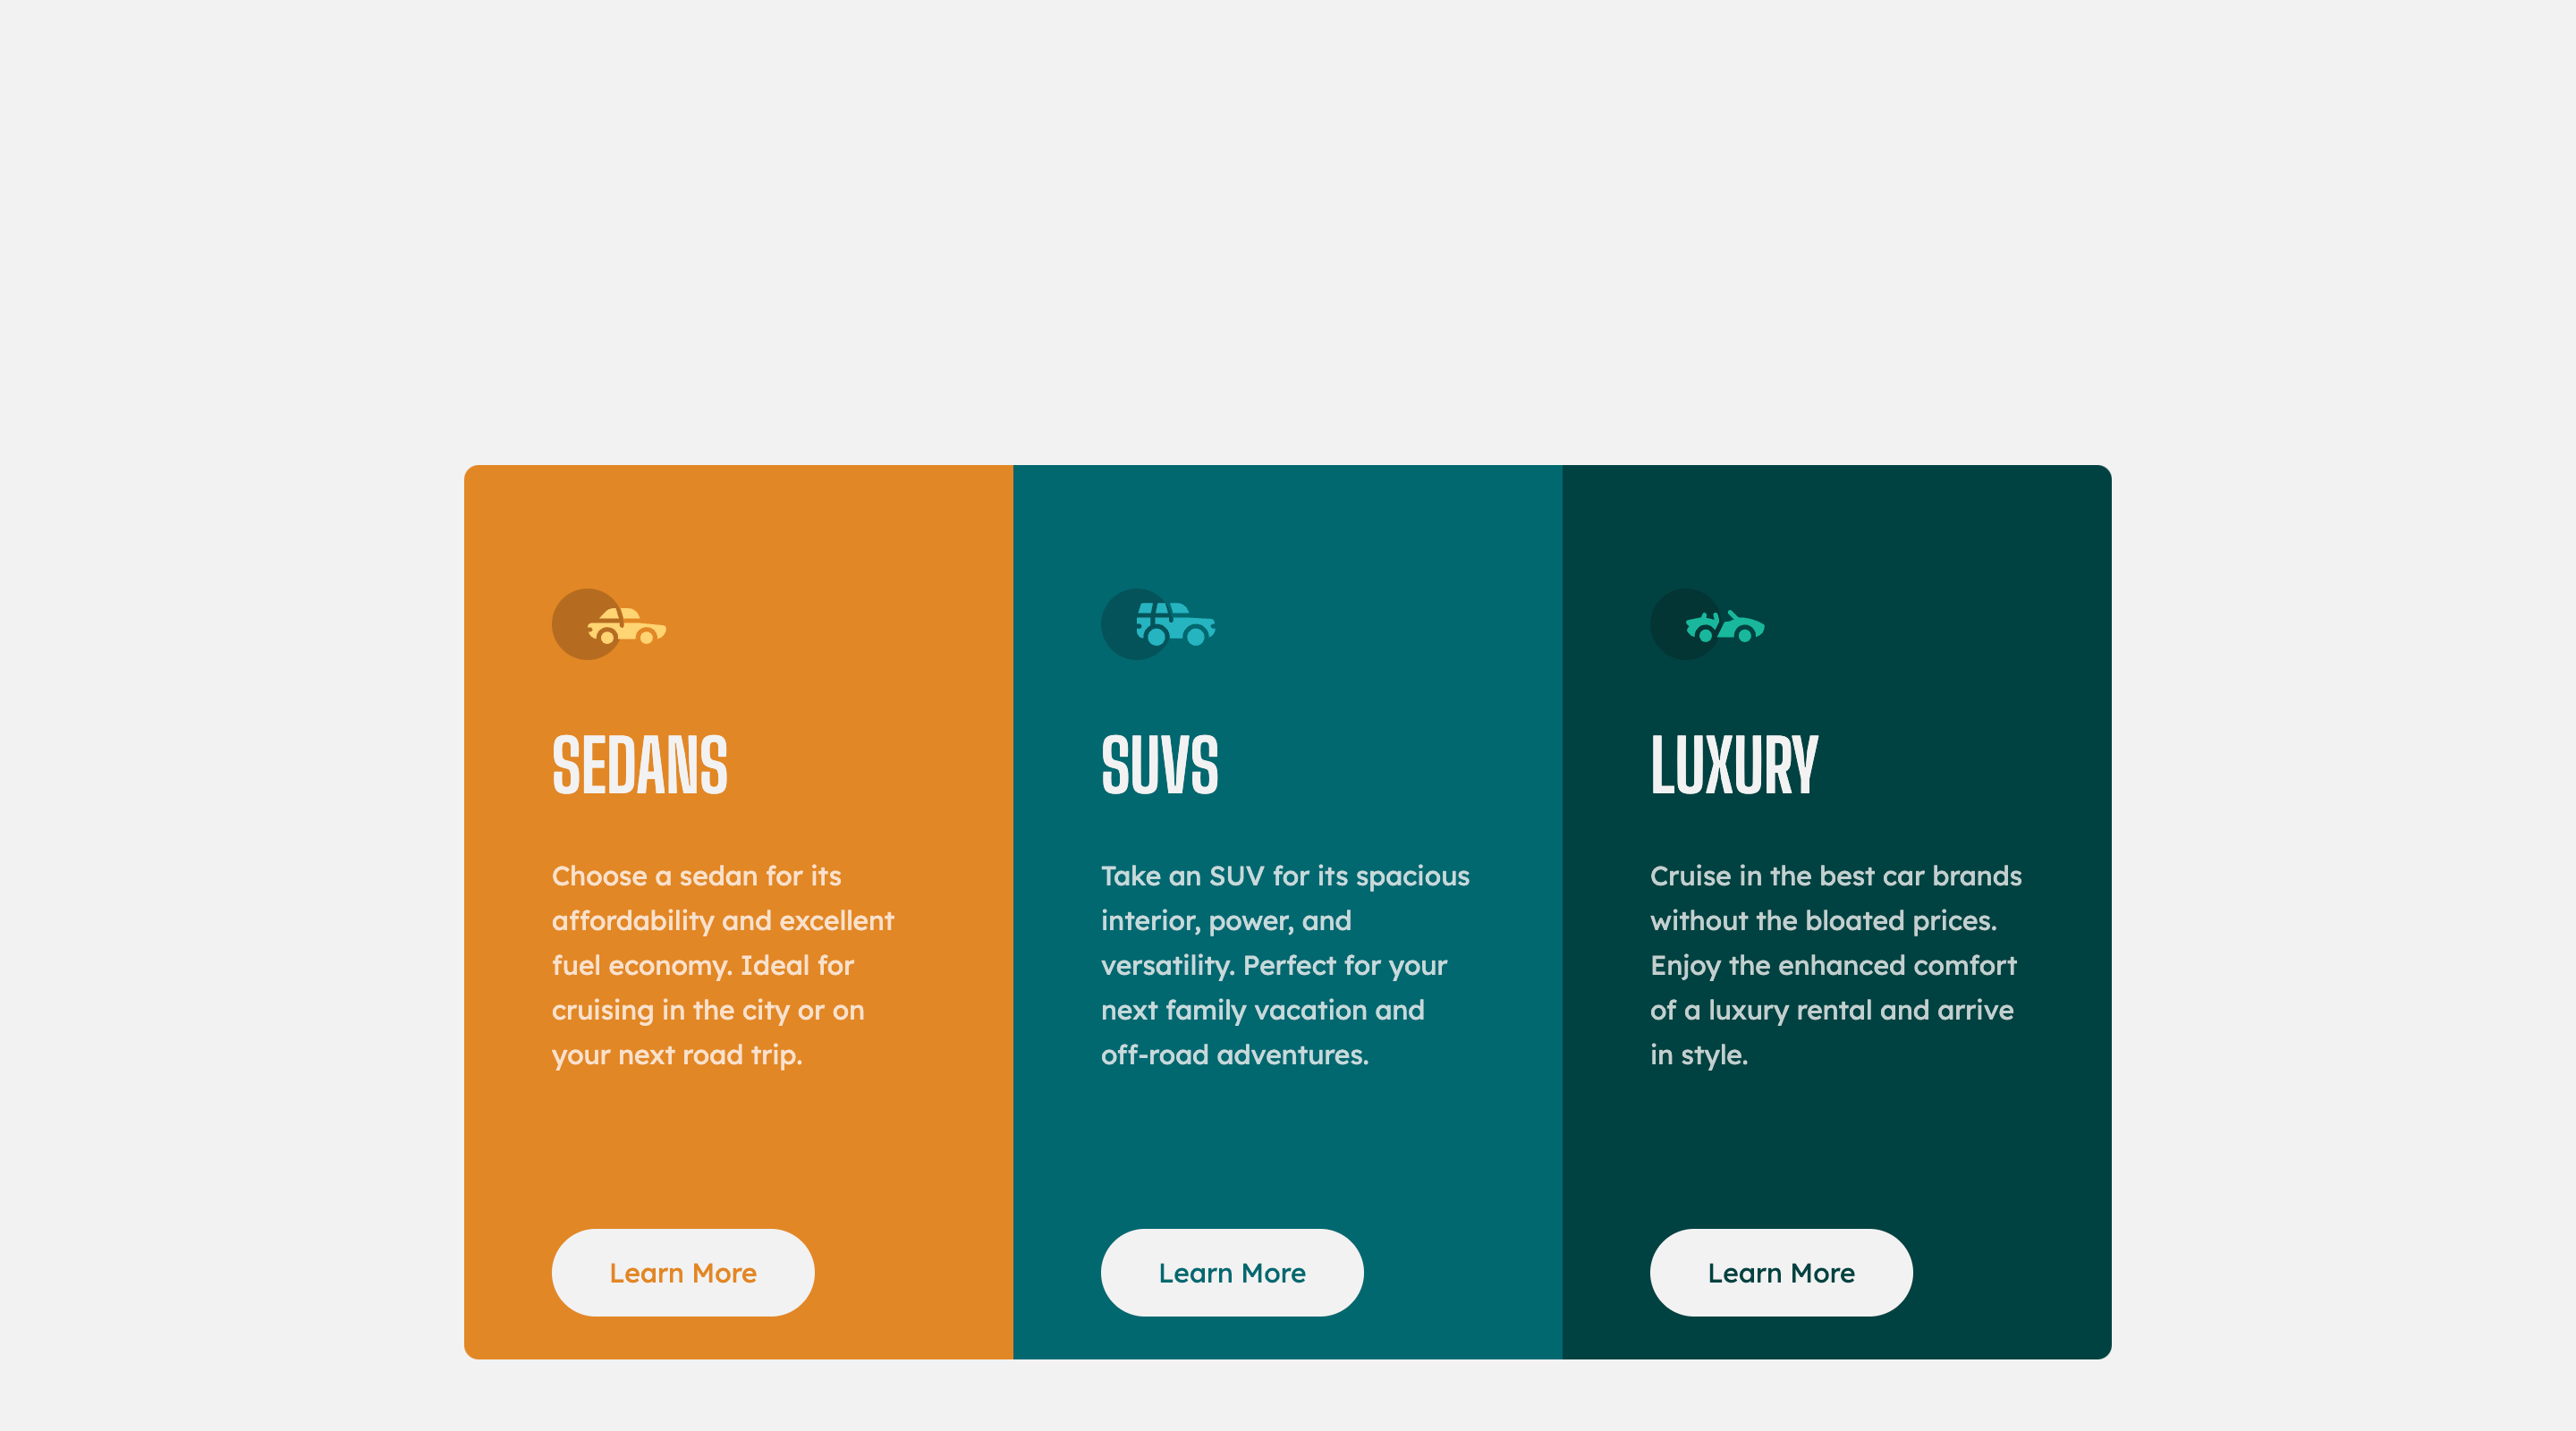 SEDANS
Choose a sedan for its
affordability and excellent
fuel economy. Ideal for
cruising in the city or on
your next road trip.
Learn More
SUVS
Take an SUV for its spacious
interior, power, and
versatility. Perfect for your
next family vacation and
off-road adventures.
Learn More
LUXURY
Cruise in the best car brands
without the bloated prices.
Enjoy the enhanced comfort
of a luxury rental and arrive
in style.
Learn More